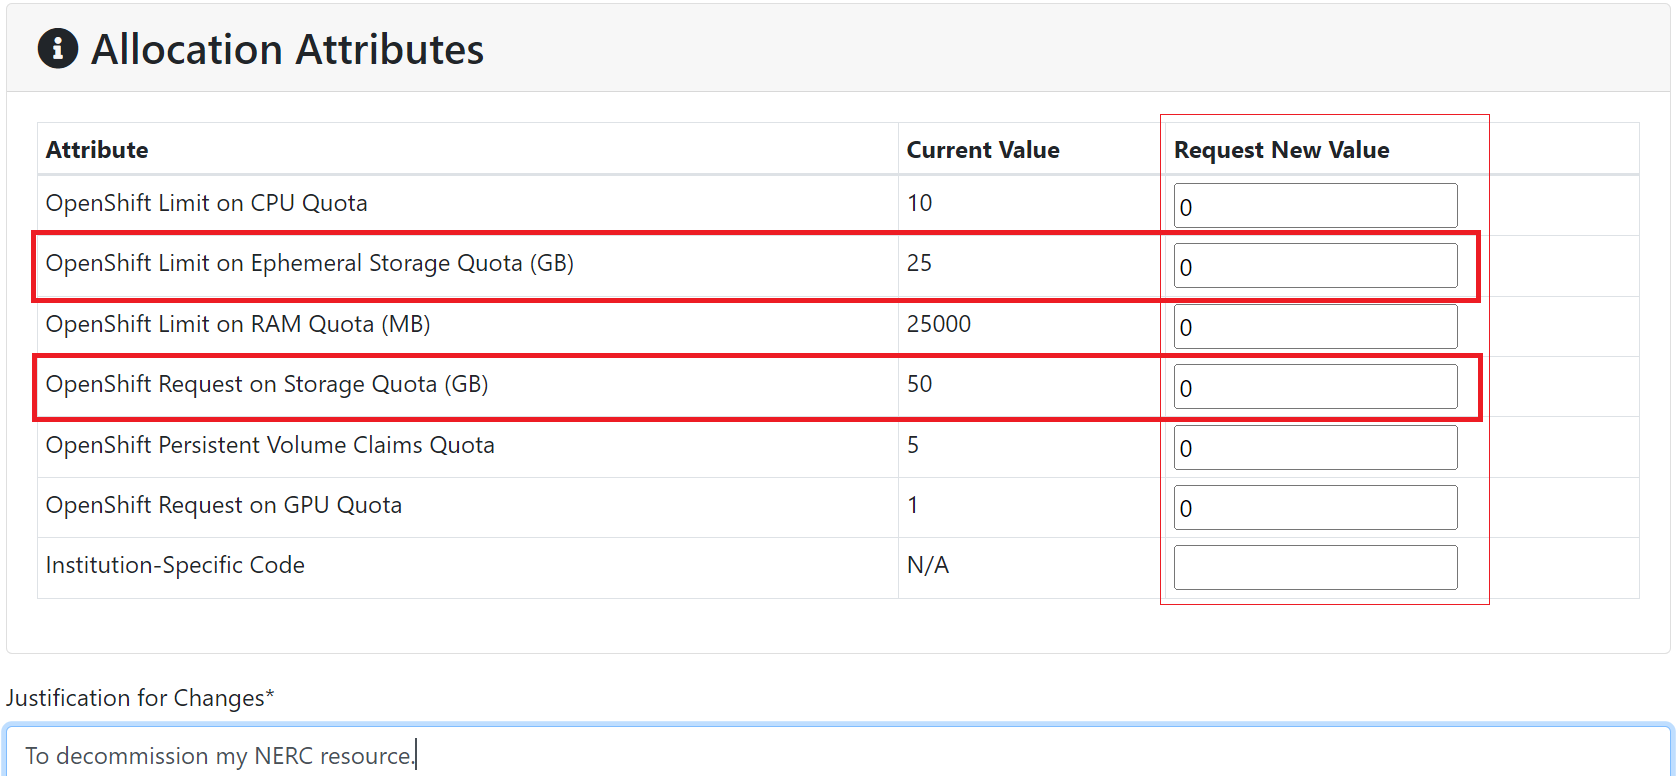 Allocation Attributes
Attribute Current Value Request New Value
OpenShift Limit on CPU Quota 10 0
OpenShift Limit on Ephemeral Storage Quota (GB) 25 0
OpenShift Limit on RAM Quota (MB) 25000 0
OpenShift Request on Storage Quota (GB) 50 0
OpenShift Persistent Volume Claims Quota 5 0
OpenShift Request on GPU Quota 1 0
Institution-Specific Code N/A
Justification for Changes*
To decommission my NERC resource.